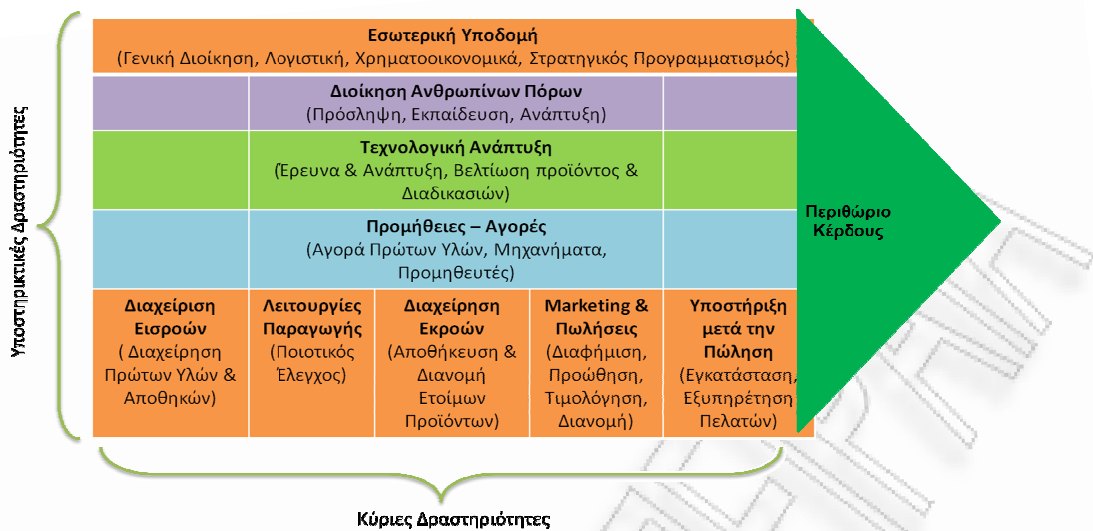 Εσωτερική Υποδομή
(Γενική Διοίκηση, Λογιστική, Χρηματοοικονομικά, Στρατηγικός Προγραμματισμός)
Διοίκηση Ανθρωπίνων Πόρων
(Πρόσληψη, Εκπαίδευση, Ανάπτυξη)
Τεχνολογική Ανάπτυξη
(Έρευνα & Ανάπτυξη, Βελτίωση προϊόντος &
Διαδικασιών)
Προμήθειες – Αγορές
(Αγορά Πρώτων Υλών, Μηχανήματα,
Προμηθευτές)
Διαχείριση
Εισροών
( Διαχείρηση
Πρώτων Υλών &
Αποθηκών)
Λειτουργίες
Παραγωγής
(Ποιοτικός
Έλεγχος)
Διαχείρηση
Εκροών
(Αποθήκευση &
Διανομή
Ετοίμων
Προϊόντων)
Marketing &
Πωλήσεις
(Διαφήμιση,
Προώθηση,
Τιμολόγηση,
Διανομή)
Υποστήριξη
μετά την
Πώληση
(Εγκατάσταση,
Εξυπηρέτηση
Πελατών)
Περιθώριο
Κέρδους
Υποστηρικτικές Δραστηριότητες
Κύριες Δραστηριότητες